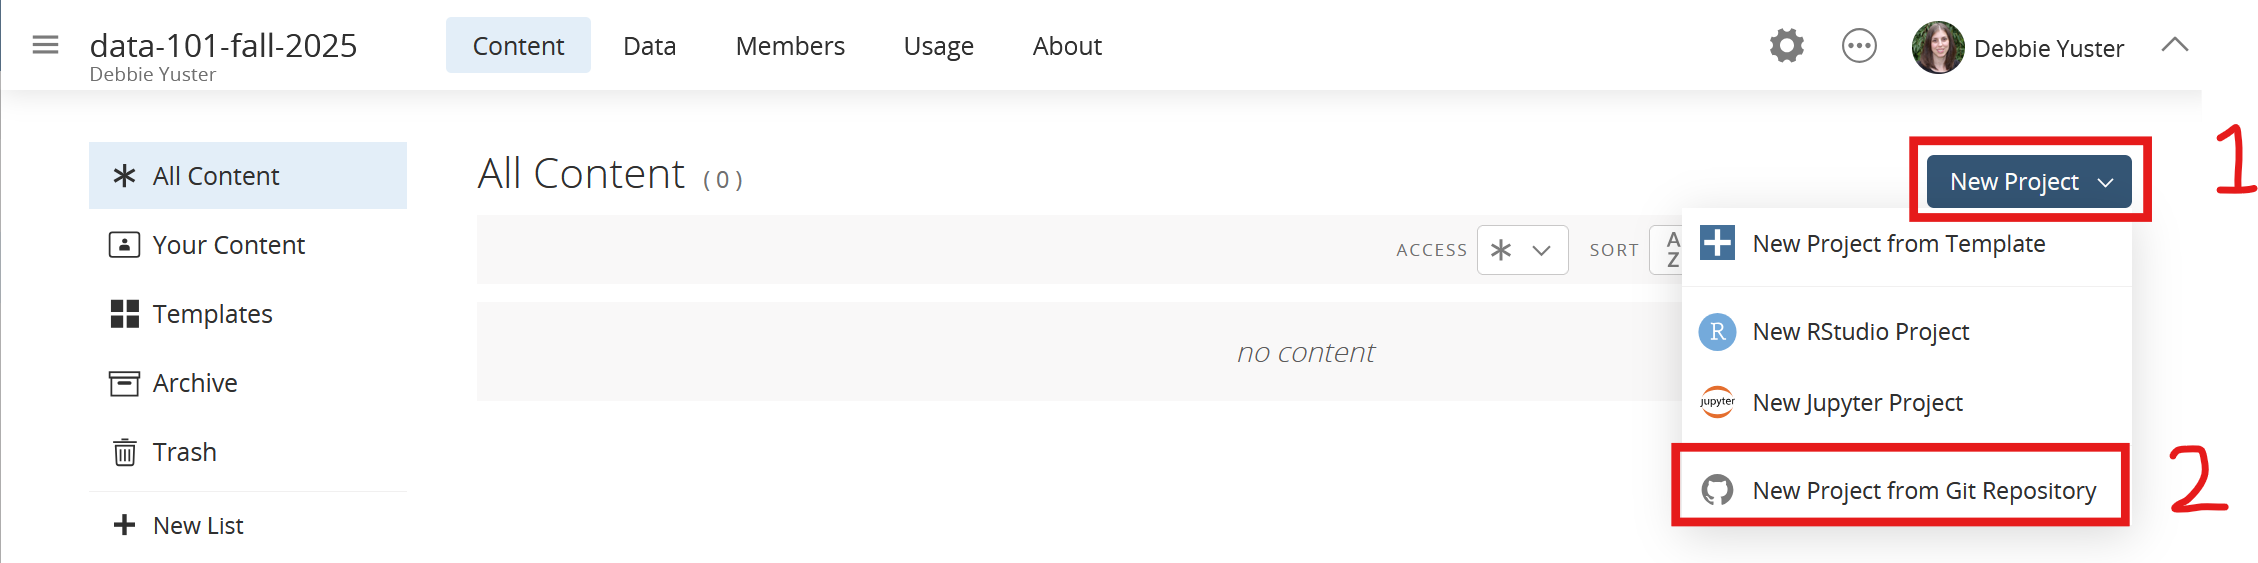 data-101-fall-2025
Debbie Yuster
Content Data Members Usage About
Debbie Yuster
All Content
Your Content
Templates
Archive
Trash
New List
All Content ( 0 )
New Project
1
ACCESS
SORT A Z
no content
New Project from Template
R New RStudio Project
jupyter New Jupyter Project
New Project from Git Repository
2